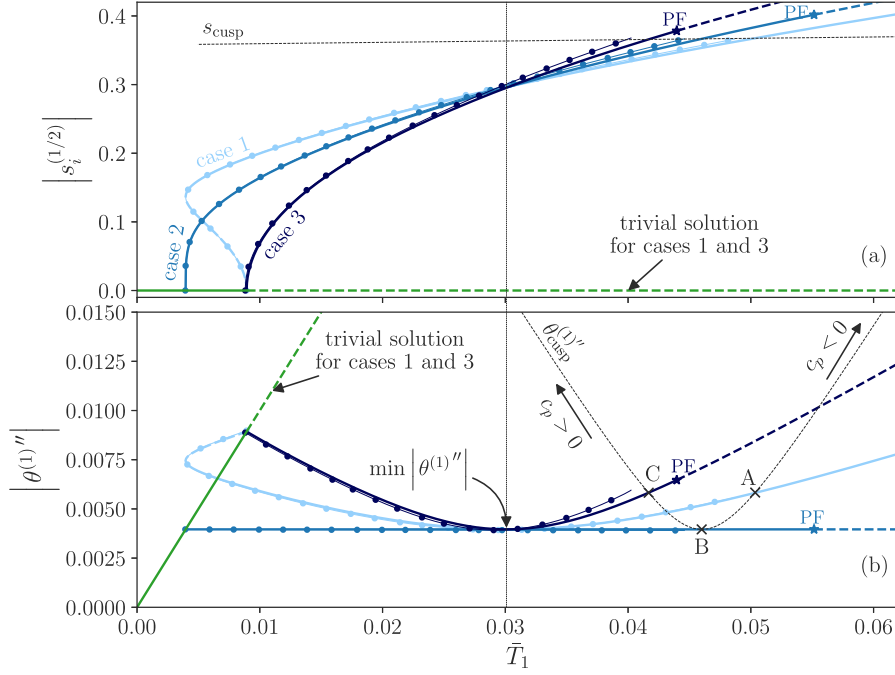 0.4
0.3
0.2
0.1
0.0
|s_i^{(1/2)}|
s_cusp
PF
PF
case 1
case 2
case 3
trivial solution
for cases 1 and 3
(a)
0.0150
0.0125
0.0100
0.0075
0.0050
0.0025
0.0000
|θ^{(1)}″|
trivial solution
for cases 1 and 3
min |θ^{(1)}″|
θ_cusp^{(1)}″
c_p > 0
c_p < 0
C
PF
A
B
PF
(b)
0.00
0.01
0.02
0.03
0.04
0.05
0.06
T̄_1